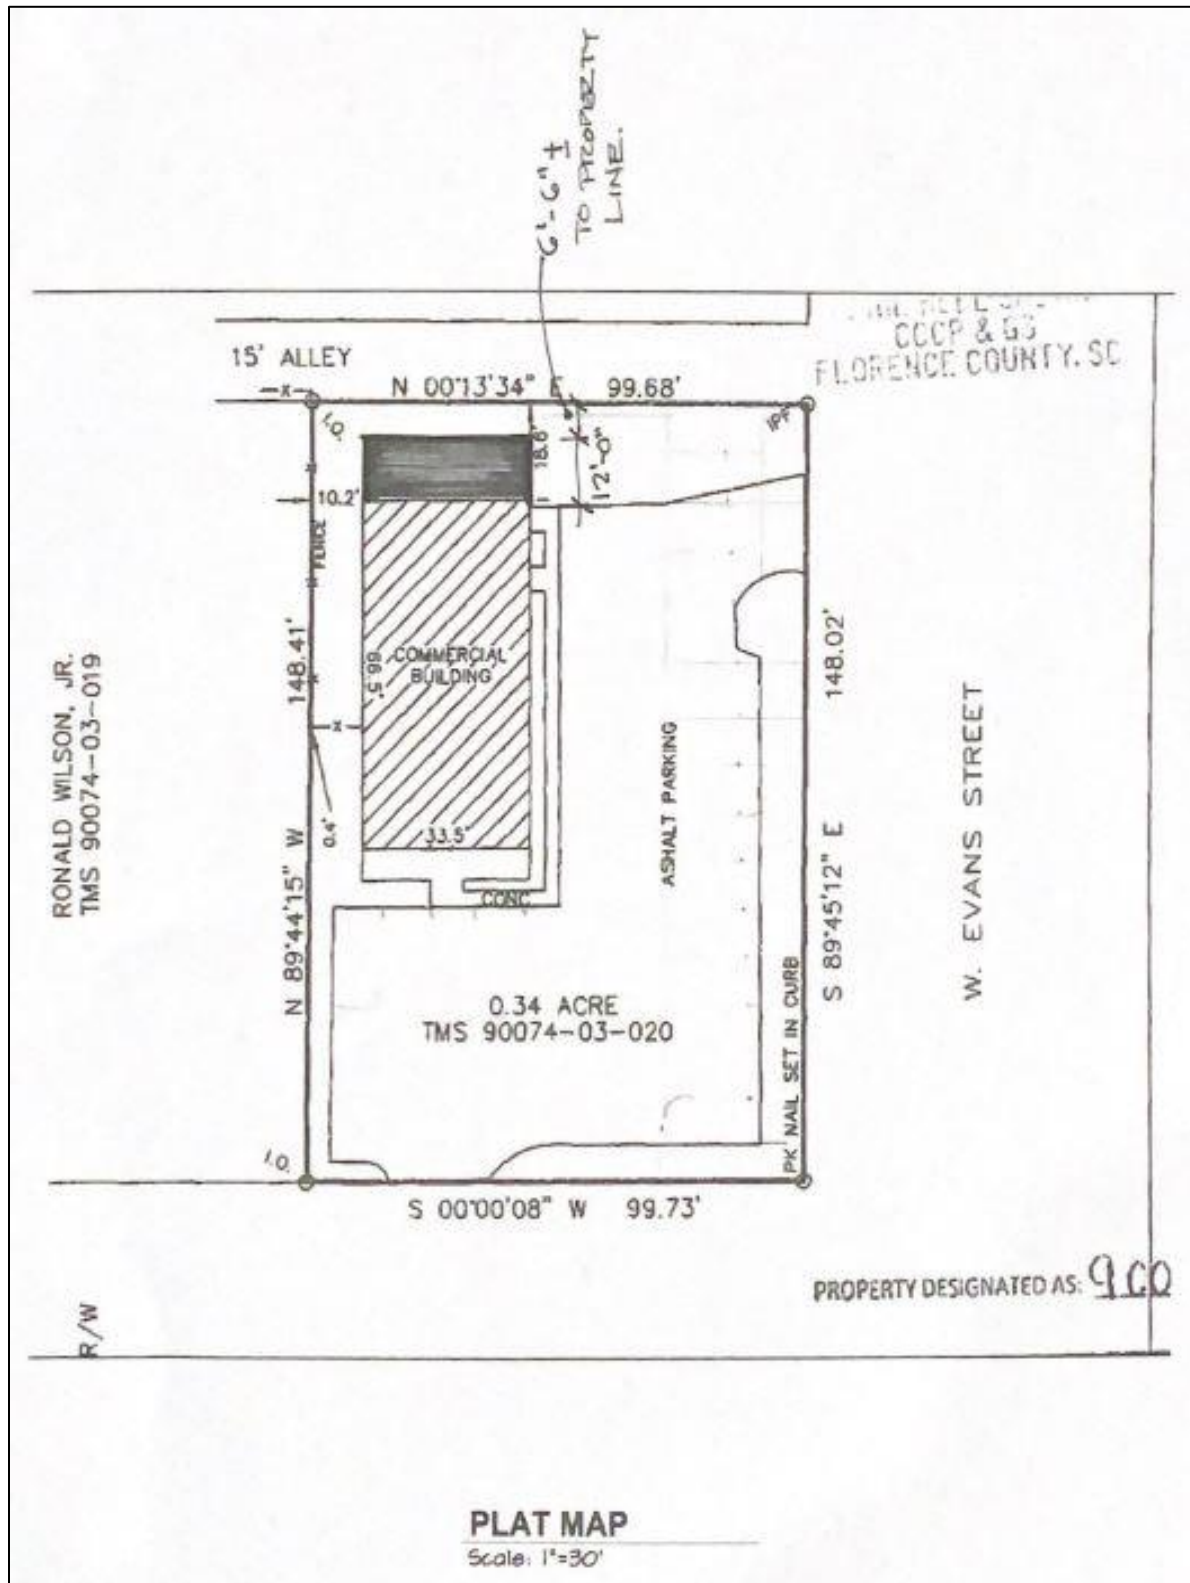 6'-6" ±
TO PROPERTY
LINE.
CCCP & GS
FLORENCE COUNTY, SC
15' ALLEY
N 00°13'34" E 99.68'
I.O.
IPF
18.6'
12'-0"
10.2'
FENCE
148.41'
N 89°44'15" W
RONALD WILSON, JR.
TMS 90074-03-019
66.5'
COMMERCIAL
BUILDING
33.5'
0.4'
CONC
ASHALT PARKING
148.02'
S 89°45'12" E
W. EVANS STREET
0.34 ACRE
TMS 90074-03-020
PK NAIL SET IN CURB
I.O.
S 00°00'08" W 99.73'
R/W
PROPERTY DESIGNATED AS:
PLAT MAP
Scale: 1"=30'